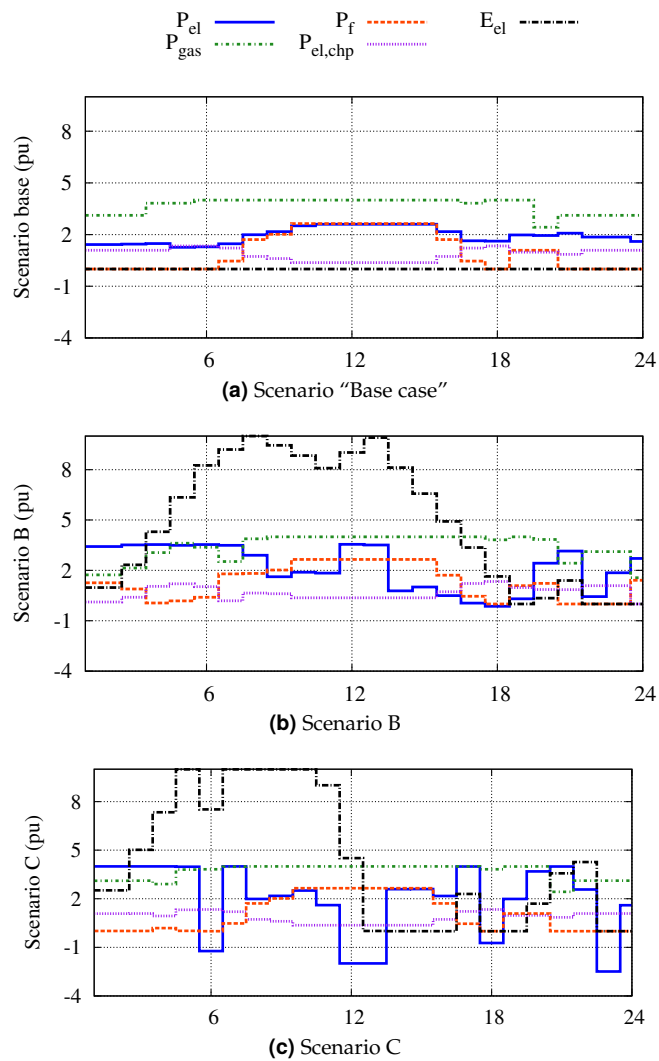 P_el P_f E_el
P_gas P_el,chp
Scenario base (pu)
8
5
2
-1
-4
6 12 18 24
(a) Scenario “Base case”
Scenario B (pu)
8
5
2
-1
-4
6 12 18 24
(b) Scenario B
Scenario C (pu)
8
5
2
-1
-4
6 12 18 24
(c) Scenario C